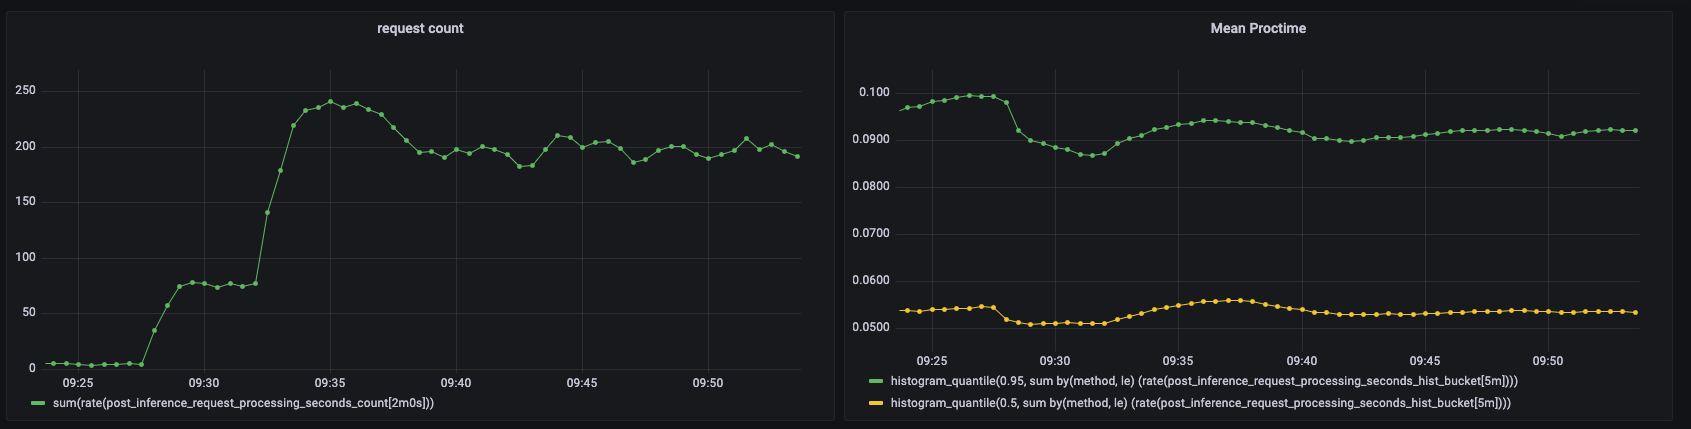 request count
250
200
150
100
50
0
09:25 09:30 09:35 09:40 09:45 09:50
sum(rate(post_inference_request_processing_seconds_count[2m0s]))
Mean Proctime
0.100
0.0900
0.0800
0.0700
0.0600
0.0500
09:25 09:30 09:35 09:40 09:45 09:50
histogram_quantile(0.95, sum by(method, le) (rate(post_inference_request_processing_seconds_hist_bucket[5m])))
histogram_quantile(0.5, sum by(method, le) (rate(post_inference_request_processing_seconds_hist_bucket[5m])))